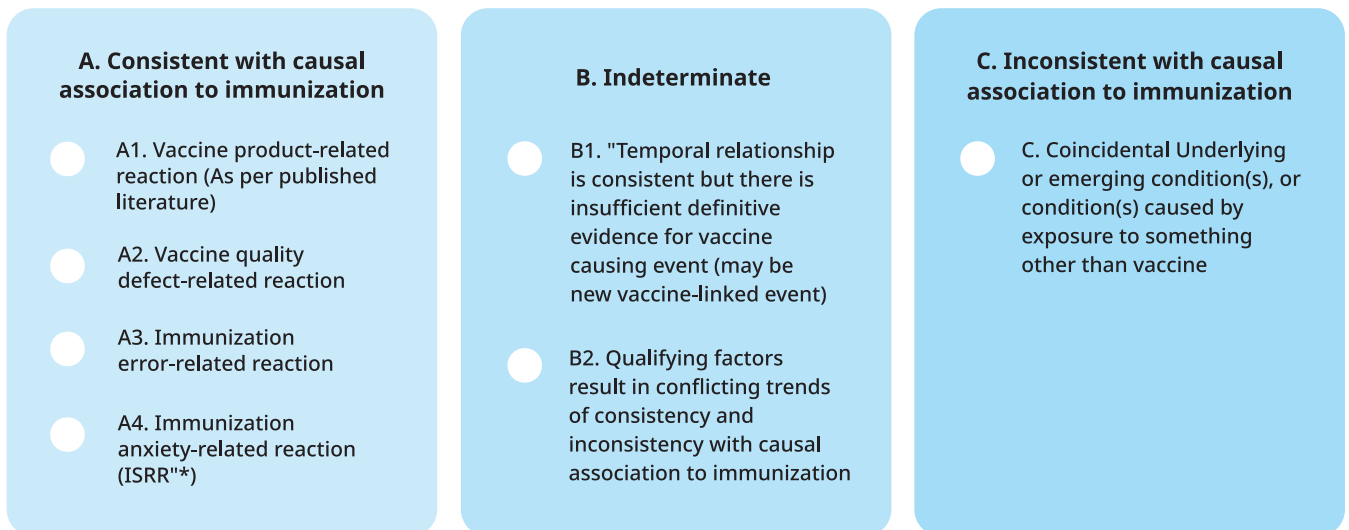 A. Consistent with causal
association to immunization
A1. Vaccine product-related
reaction (As per published
literature)
A2. Vaccine quality
defect-related reaction
A3. Immunization
error-related reaction
A4. Immunization
anxiety-related reaction
(ISRR"*)
B. Indeterminate
B1. "Temporal relationship
is consistent but there is
insufficient definitive
evidence for vaccine
causing event (may be
new vaccine-linked event)
B2. Qualifying factors
result in conflicting trends
of consistency and
inconsistency with causal
association to immunization
C. Inconsistent with causal
association to immunization
C. Coincidental Underlying
or emerging condition(s), or
condition(s) caused by
exposure to something
other than vaccine